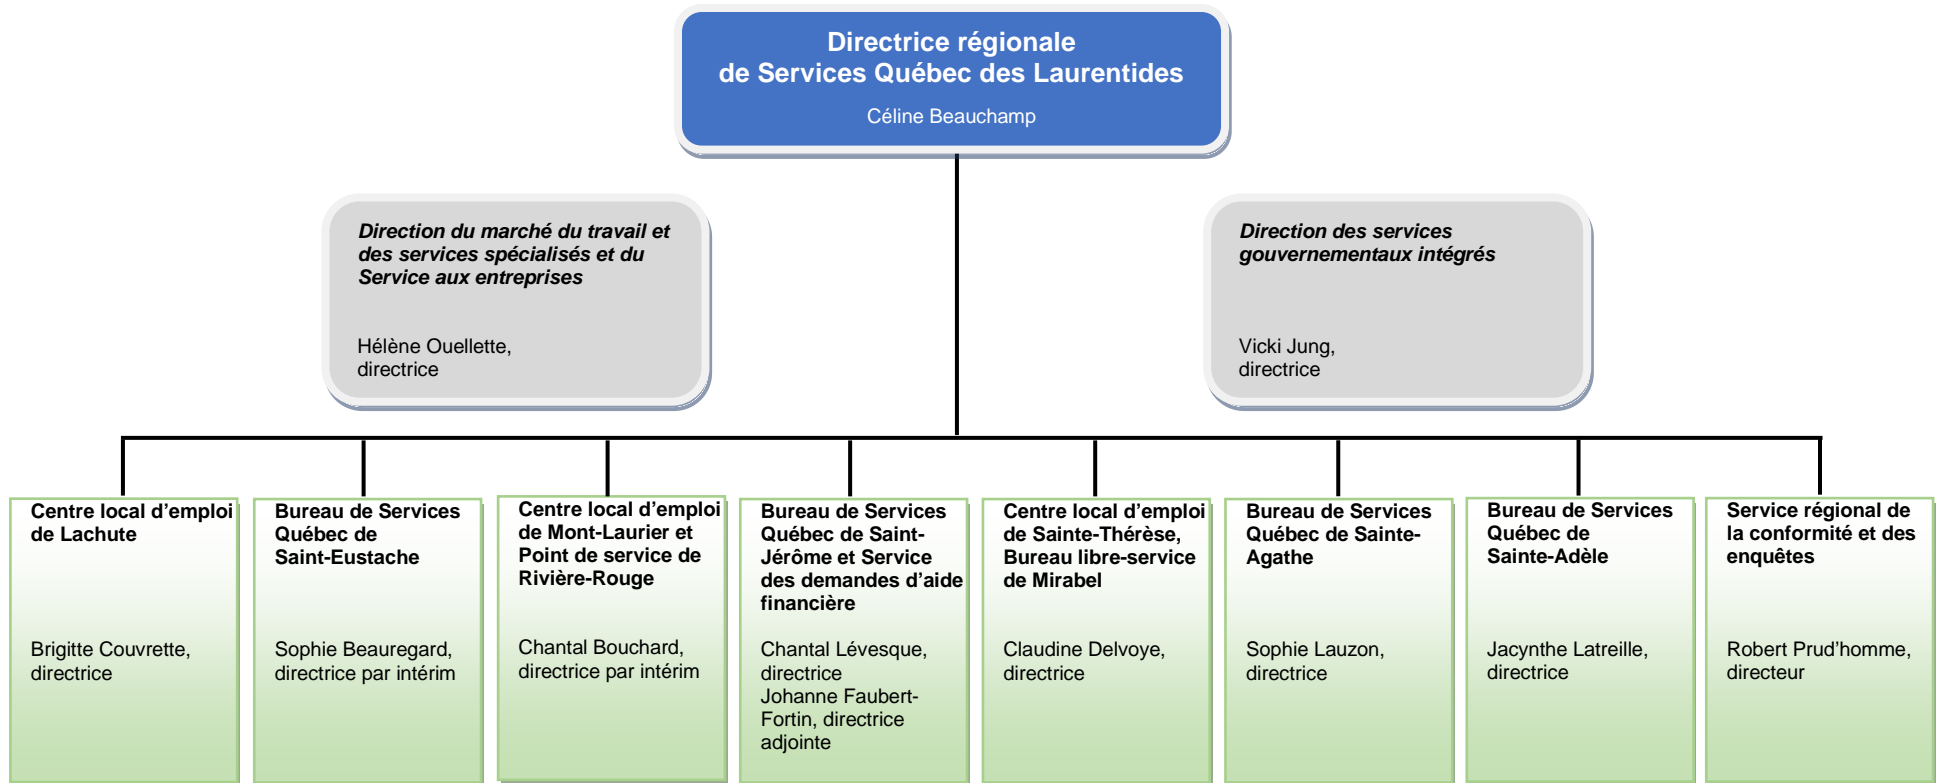 Directrice régionale
de Services Québec des Laurentides
Céline Beauchamp
Direction du marché du travail et
des services spécialisés et du
Service aux entreprises
Hélène Ouellette,
directrice
Direction des services
gouvernementaux intégrés
Vicki Jung,
directrice
Centre local d’emploi
de Lachute
Brigitte Couvrette,
directrice
Bureau de Services
Québec de
Saint-Eustache
Sophie Beauregard,
directrice par intérim
Centre local d’emploi
de Mont-Laurier et
Point de service de
Rivière-Rouge
Chantal Bouchard,
directrice par intérim
Bureau de Services
Québec de Saint-
Jérôme et Service
des demandes d’aide
financière
Chantal Lévesque,
directrice
Johanne Faubert-
Fortin, directrice
adjointe
Centre local d’emploi
de Sainte-Thérèse,
Bureau libre-service
de Mirabel
Claudine Delvoye,
directrice
Bureau de Services
Québec de Sainte-
Agathe
Sophie Lauzon,
directrice
Bureau de Services
Québec de
Sainte-Adèle
Jacynthe Latreille,
directrice
Service régional de
la conformité et des
enquêtes
Robert Prud’homme,
directeur